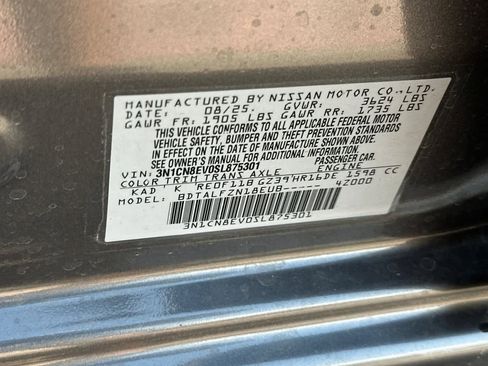 MANUFACTURED BY NISSAN MOTOR CO., LTD.
DATE: 08/25. GVWR: 3624 LBS
GAWR FR: 1905 LBS GAWR RR: 1735 LBS
THIS VEHICLE CONFORMS TO ALL APPLICABLE FEDERAL MOTOR
VEHICLE SAFETY, BUMPER AND THEFT PREVENTION STANDARDS
IN EFFECT ON THE DATE OF MANUFACTURE SHOWN ABOVE.
SEE OWNER'S MANUAL FOR ADDITIONAL INFORMATION.
VIN: 3N1CN8EV0SL875301 PASSENGER CAR
COLOR TRIM TRANS AXLE ENGINE
KAD K RE0F11B GZ39 HR16DE 1598 CC
MODEL: BDTALFZN18EUB----- 42000
3N1CN8EV0SL875301